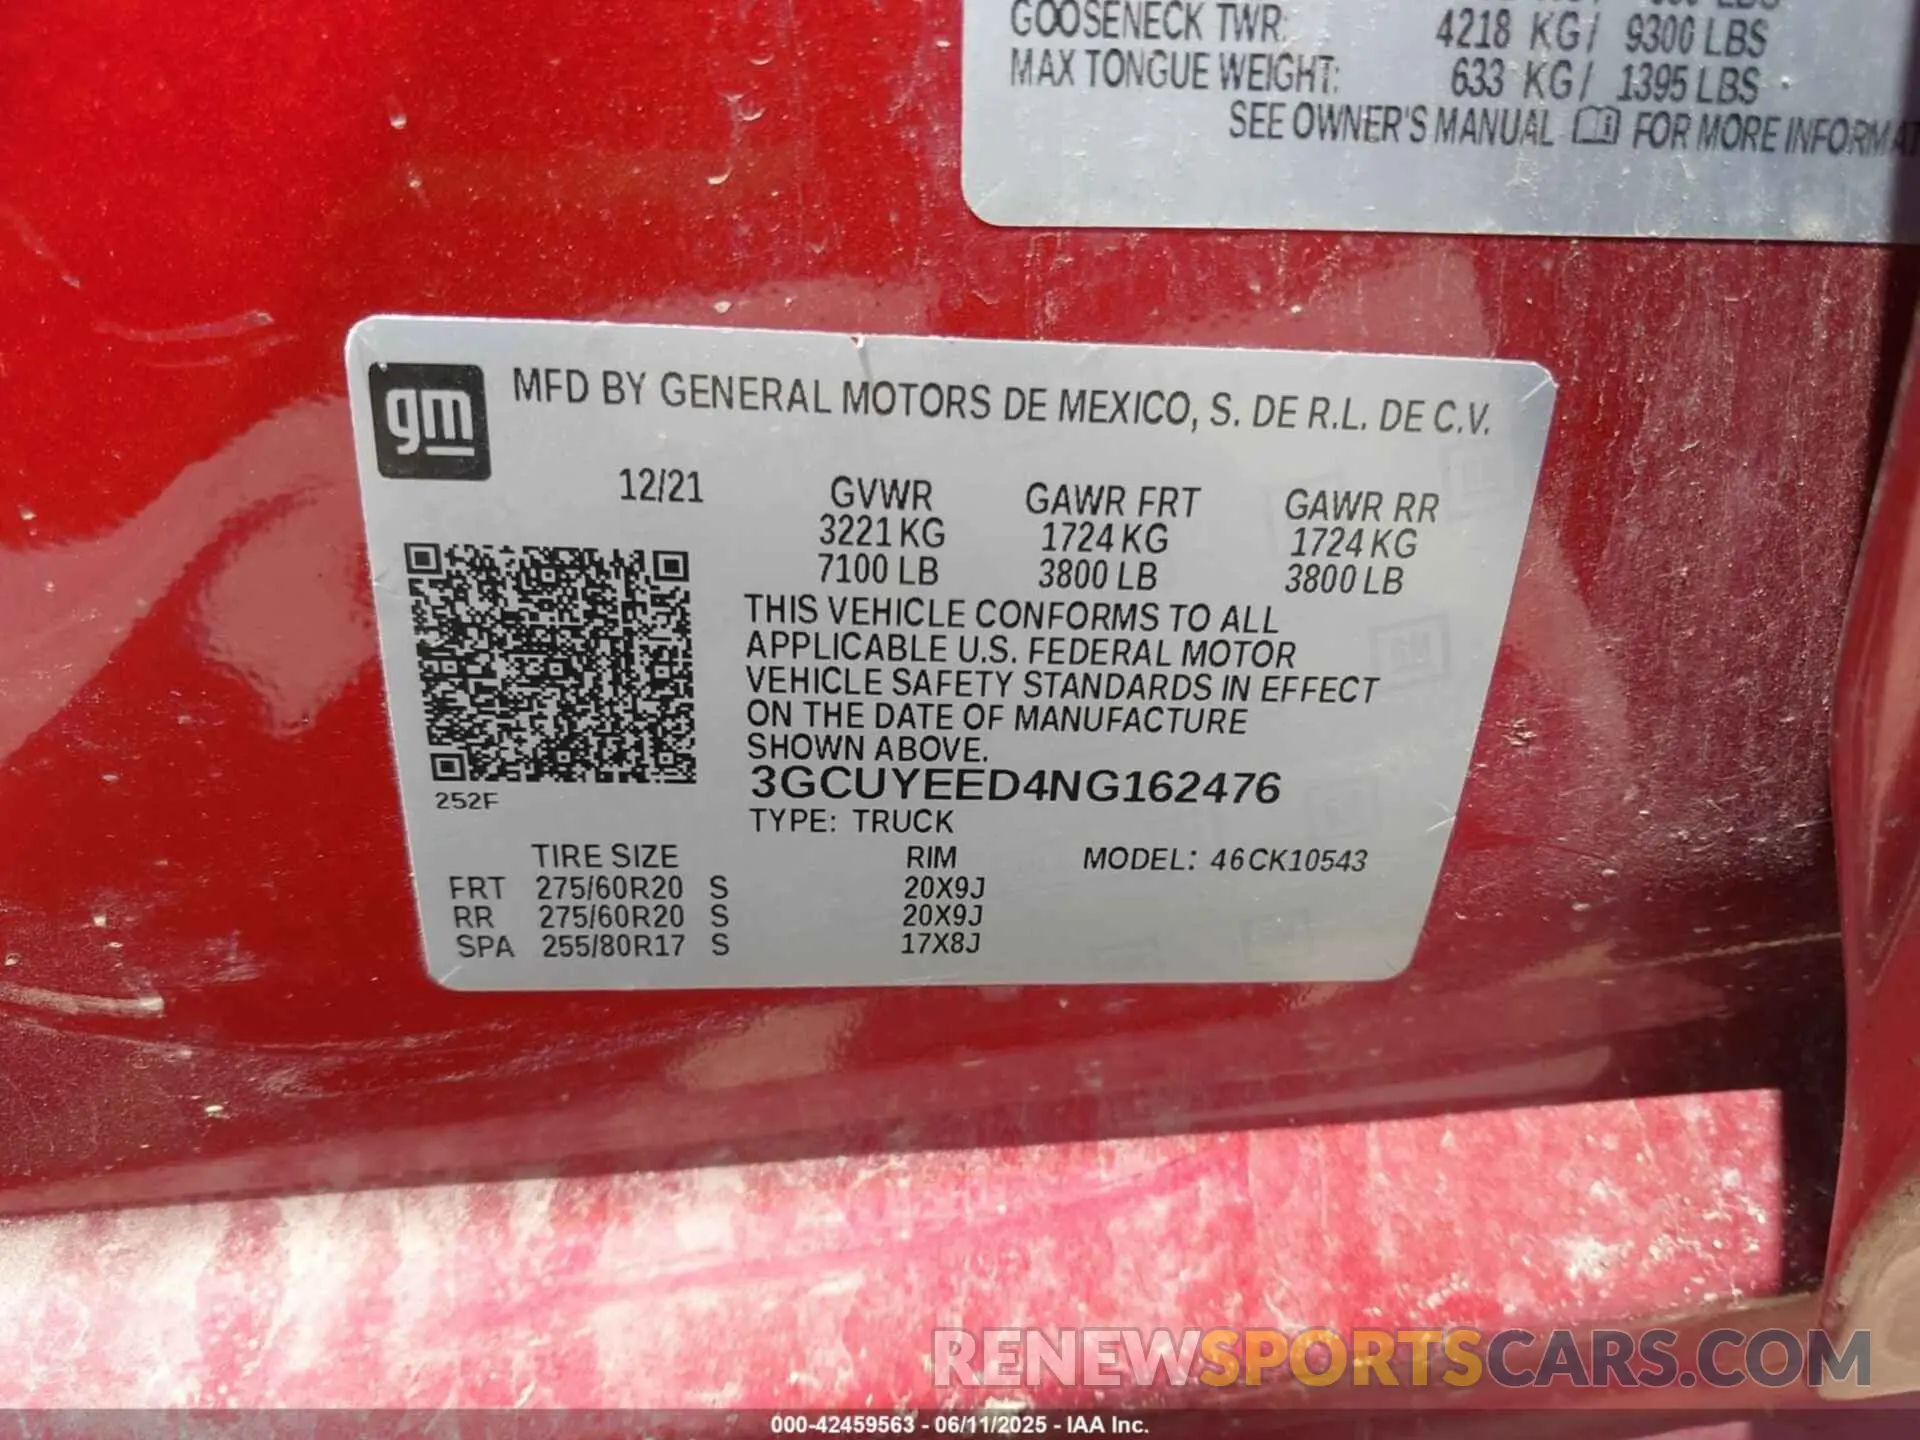 GOOSENECK TWR: 4218 KG / 9300 LBS
MAX TONGUE WEIGHT: 633 KG / 1395 LBS
SEE OWNER'S MANUAL FOR MORE
gm
MFD BY GENERAL MOTORS DE MEXICO, S. DE R.L. DE C.V.
12/21 GVWR GAWR FRT GAWR RR
3221 KG 1724 KG 1724 KG
7100 LB 3800 LB 3800 LB
THIS VEHICLE CONFORMS TO ALL
APPLICABLE U.S. FEDERAL MOTOR
VEHICLE SAFETY STANDARDS IN EFFECT
ON THE DATE OF MANUFACTURE
SHOWN ABOVE.
3GCUYEED4NG162476
252F
TYPE: TRUCK
TIRE SIZE RIM MODEL: 46CK10543
FRT 275/60R20 S 20X9J
RR 275/60R20 S 20X9J
SPA 255/80R17 S 17X8J
RENEWSPORTSCARS.COM
000-42459563 - 06/11/2025 - IAA Inc.